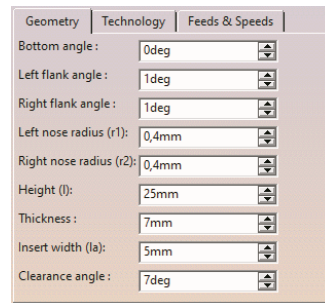 Geometry Technology Feeds & Speeds
Bottom angle : 0deg
Left flank angle : 1deg
Right flank angle : 1deg
Left nose radius (r1): 0,4mm
Right nose radius (r2): 0,4mm
Height (l): 25mm
Thickness : 7mm
Insert width (la): 5mm
Clearance angle : 7deg